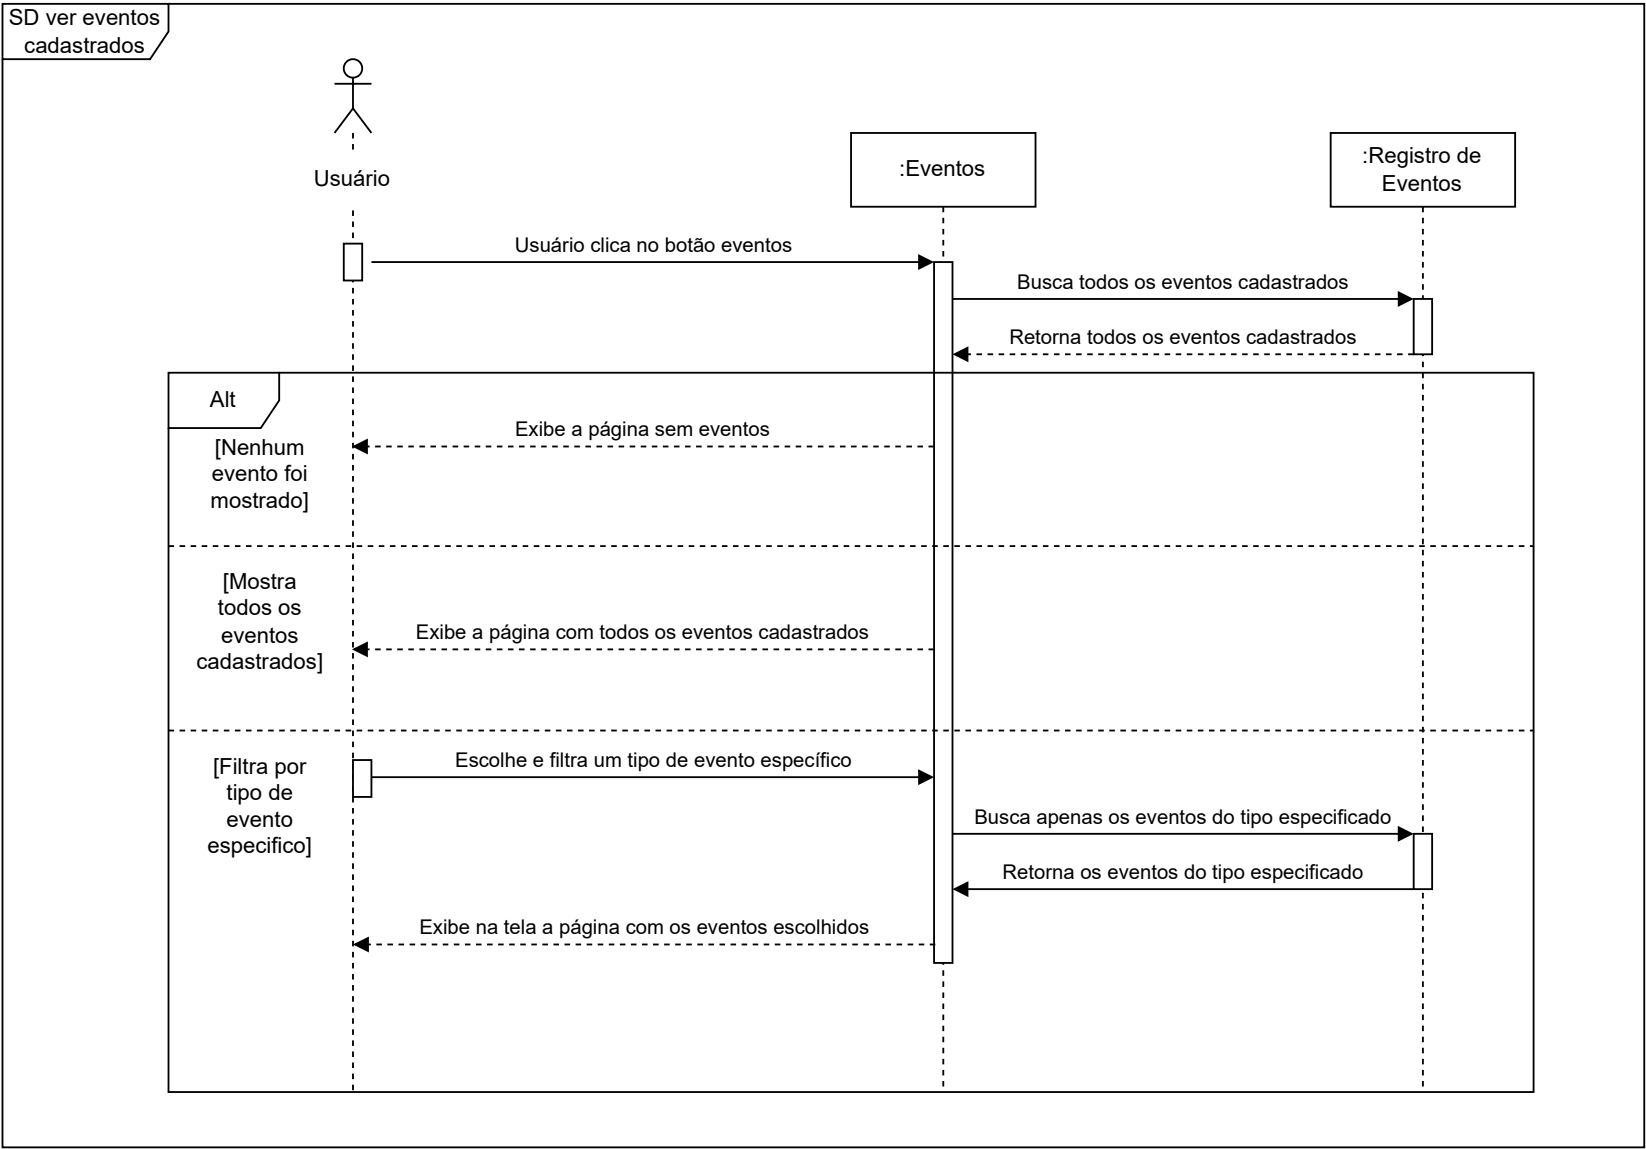 SD ver eventos
cadastrados
Usuário
:Eventos
:Registro de
Eventos
Usuário clica no botão eventos
Busca todos os eventos cadastrados
Retorna todos os eventos cadastrados
Alt
[Nenhum
evento foi
mostrado]
Exibe a página sem eventos
[Mostra
todos os
eventos
cadastrados]
Exibe a página com todos os eventos cadastrados
[Filtra por
tipo de
evento
especifico]
Escolhe e filtra um tipo de evento específico
Busca apenas os eventos do tipo especificado
Retorna os eventos do tipo especificado
Exibe na tela a página com os eventos escolhidos